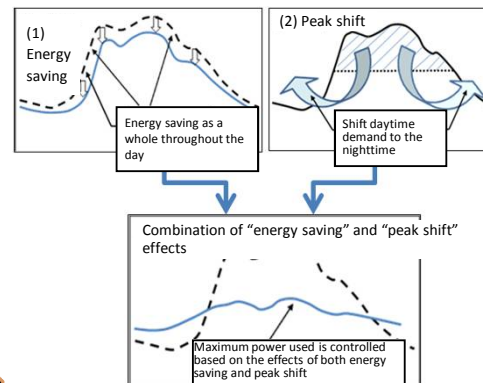 (1)
Energy
saving
Energy saving as a
whole throughout the
day
(2) Peak shift
Shift daytime
demand to the
nighttime
Combination of “energy saving” and “peak shift”
effects
Maximum power used is controlled
based on the effects of both energy
saving and peak shift